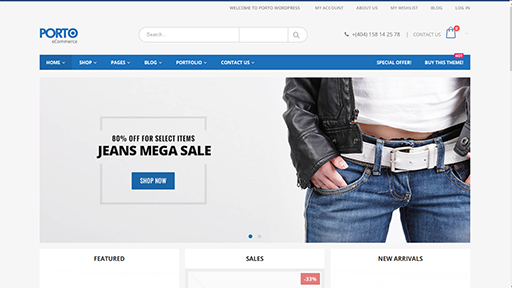 WELCOME TO PORTO WORDPRESS MY ACCOUNT ABOUT US MY WISHLIST BLOG LOG IN
PORTO
eCommerce
Search...
+(404) 158 14 25 78 | CONTACT US
0
HOT
HOME SHOP PAGES BLOG PORTFOLIO CONTACT US SPECIAL OFFER! BUY THIS THEME!
80% OFF FOR SELECT ITEMS
JEANS MEGA SALE
SHOP NOW
FEATURED SALES NEW ARRIVALS
-33%